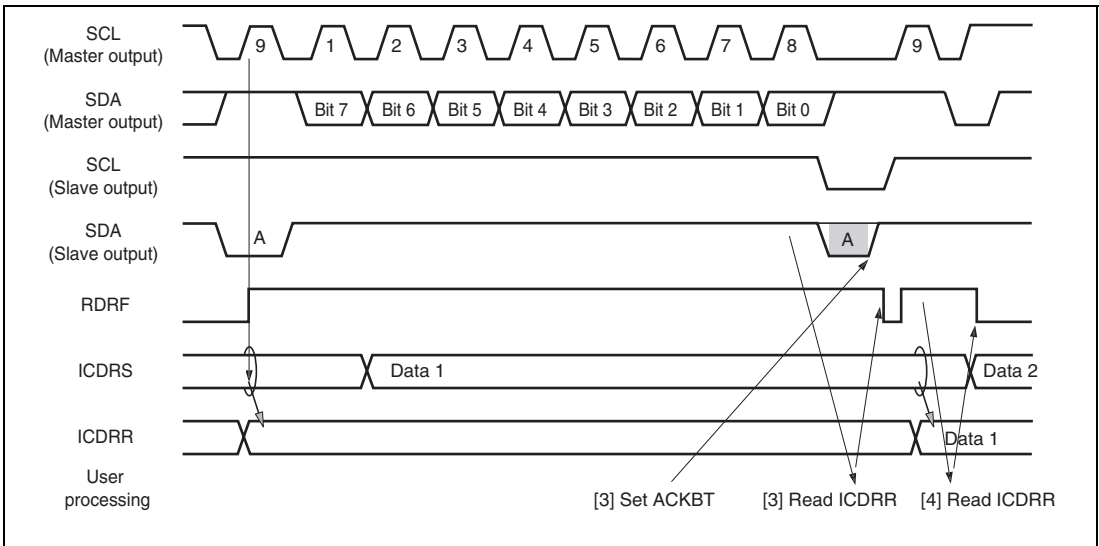 SCL
(Master output)
9 1 2 3 4 5 6 7 8 9
SDA
(Master output)
Bit 7 Bit 6 Bit 5 Bit 4 Bit 3 Bit 2 Bit 1 Bit 0
SCL
(Slave output)
SDA
(Slave output)
A A
RDRF
ICDRS
Data 1 Data 2
ICDRR
Data 1
User
processing
[3] Set ACKBT [3] Read ICDRR [4] Read ICDRR